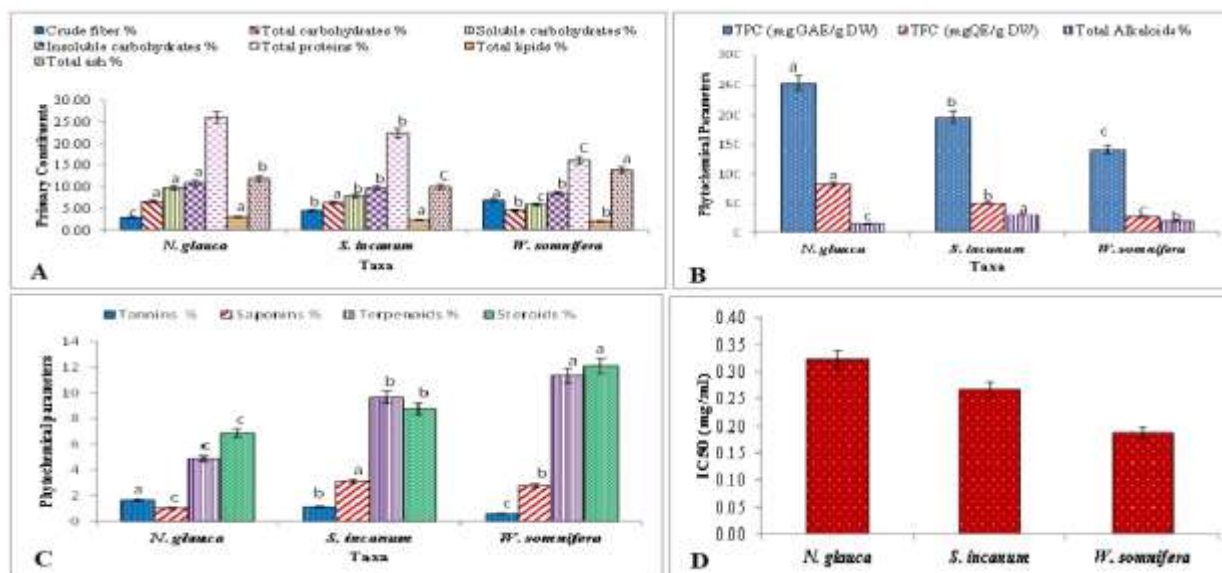 Crude fiber %
Total carbohydrates %
Soluble carbohydrates %
Insoluble carbohydrates %
Total proteins %
Total lipids %
Total ash %
Primary Constituents
30.00
25.00
20.00
15.00
10.00
5.00
0.00
c a a a a b
b a b b b a c
a b c b C b a
N. glauca
S. incanum
W. somnifera
Taxa
A
TPC (mg GAE/g DW)
TFC (mgQE/g DW)
Total Alkaloids %
Phytochemical Parameters
a a c
b b a
c c b
N. glauca
S. incanum
W. somnifera
Taxa
B
Tannins %
Saponins %
Terpenoids %
Steroids %
Phytochemical parameters
14
12
10
8
6
4
2
0
a c c c
b a b b
c b a a
N. glauca
S. incanum
W. somnifera
Taxa
C
IC50 (mg/ml)
0.40
0.35
0.30
0.25
0.20
0.15
0.10
0.05
0.00
N. glauca
S. incanum
W. somnifera
D